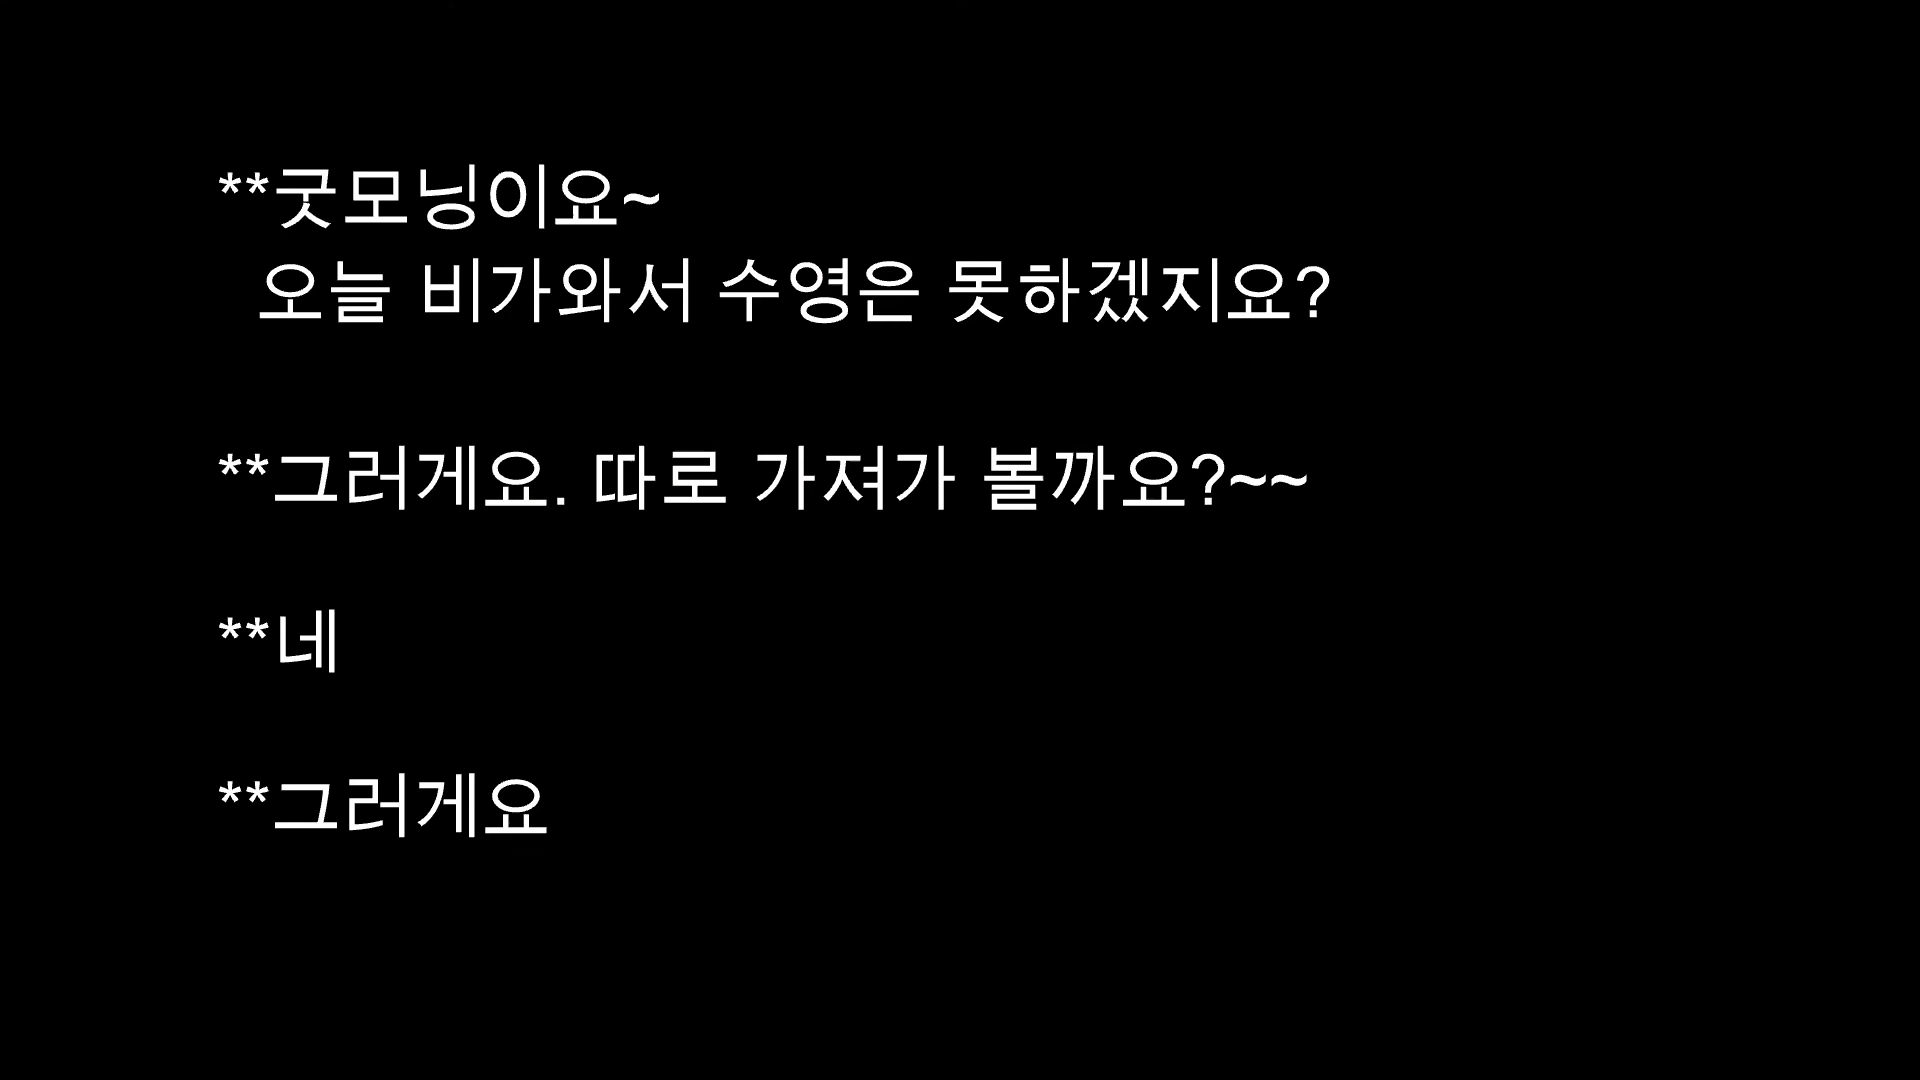 **굿모닝이요~
오늘 비가와서 수영은 못하겠지요?
**그러게요. 따로 가져가 볼까요?~~
**네
**그러게요